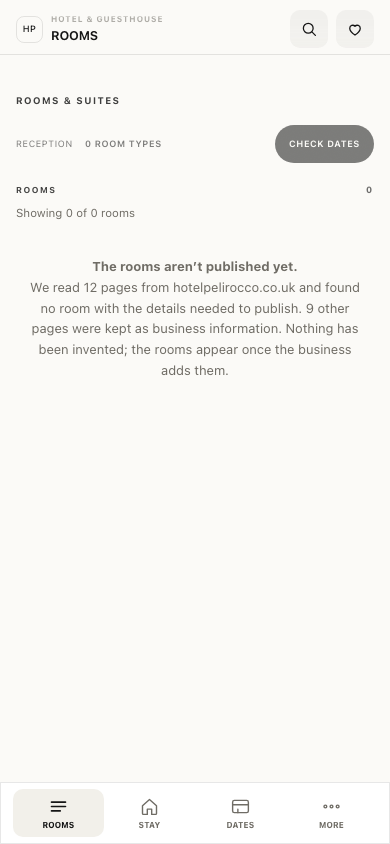 HP
HOTEL & GUESTHOUSE
ROOMS
ROOMS & SUITES
RECEPTION 0 ROOM TYPES
CHECK DATES
ROOMS 0
Showing 0 of 0 rooms
The rooms aren’t published yet.
We read 12 pages from hotelpelirocco.co.uk and found
no room with the details needed to publish. 9 other
pages were kept as business information. Nothing has
been invented; the rooms appear once the business
adds them.
ROOMS STAY DATES MORE